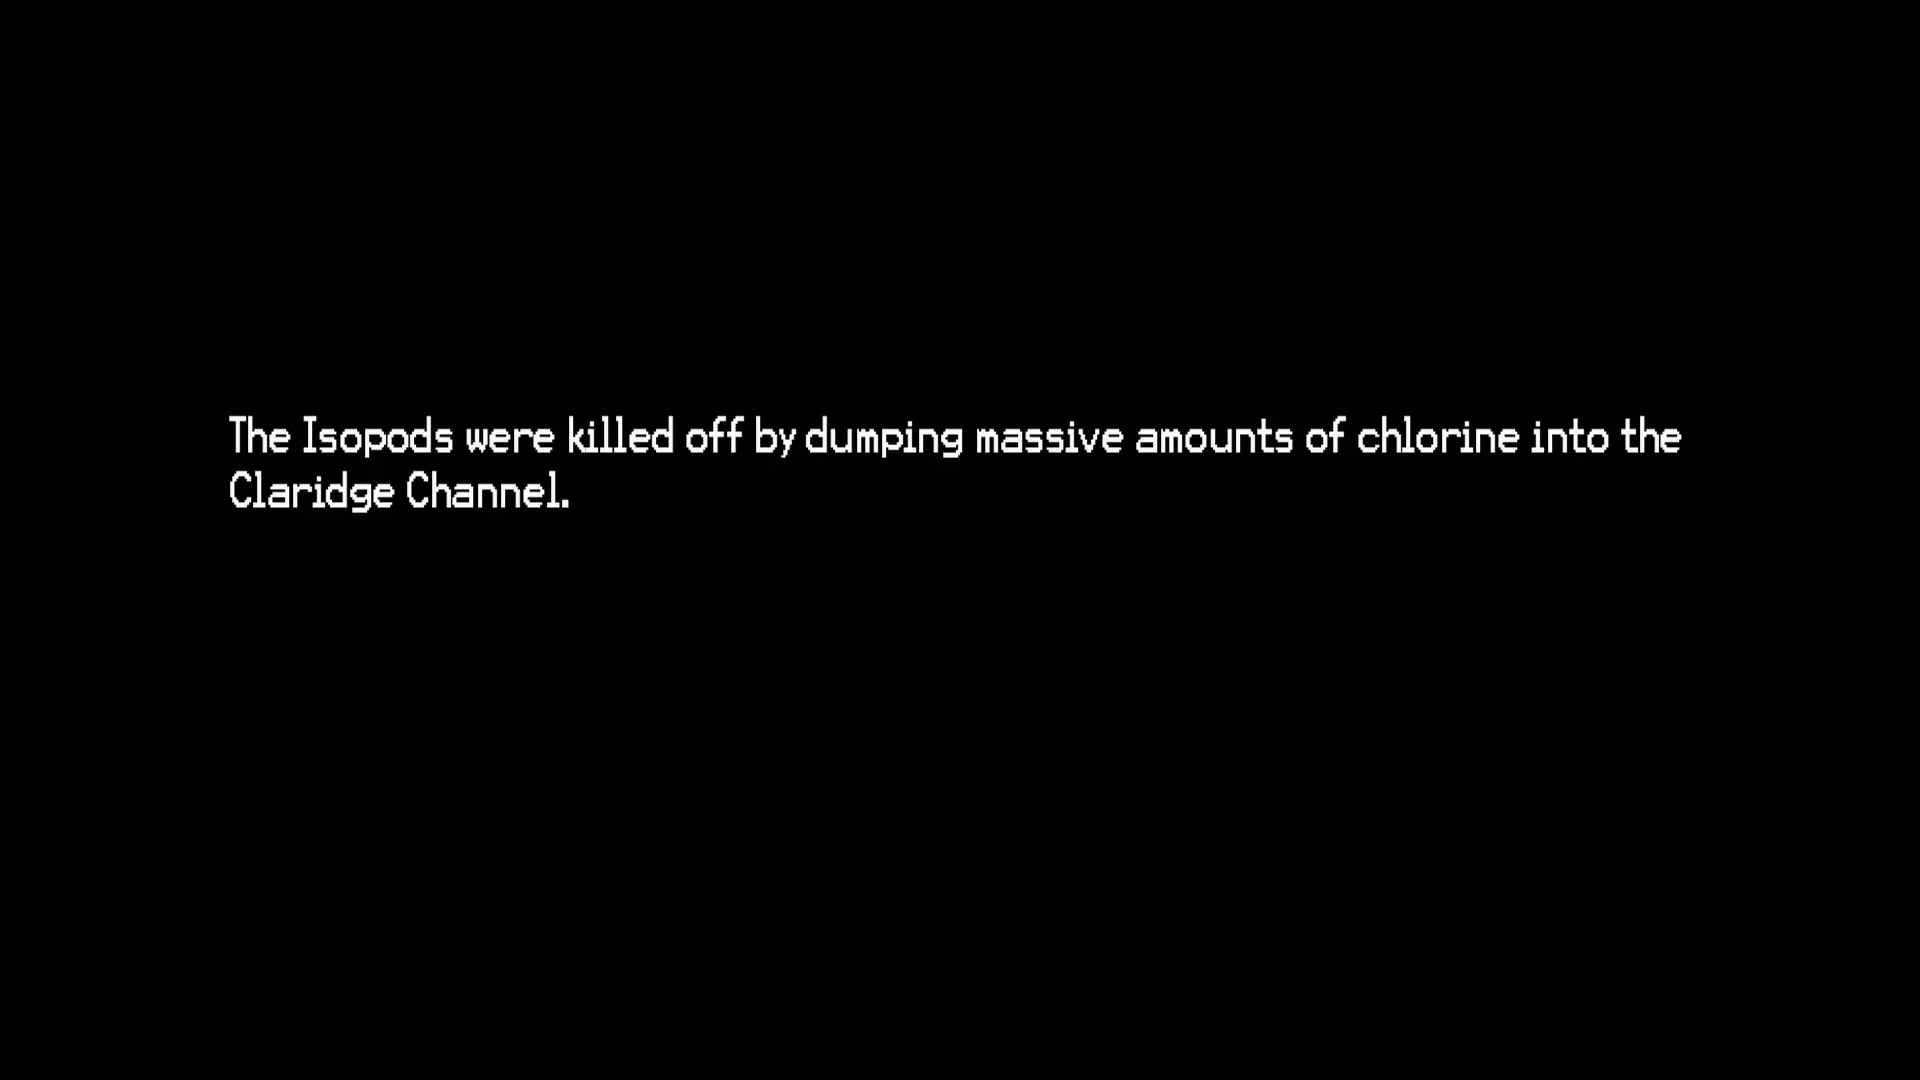 The Isopods were killed off by dumping massive amounts of chlorine into the
Claridge Channel.